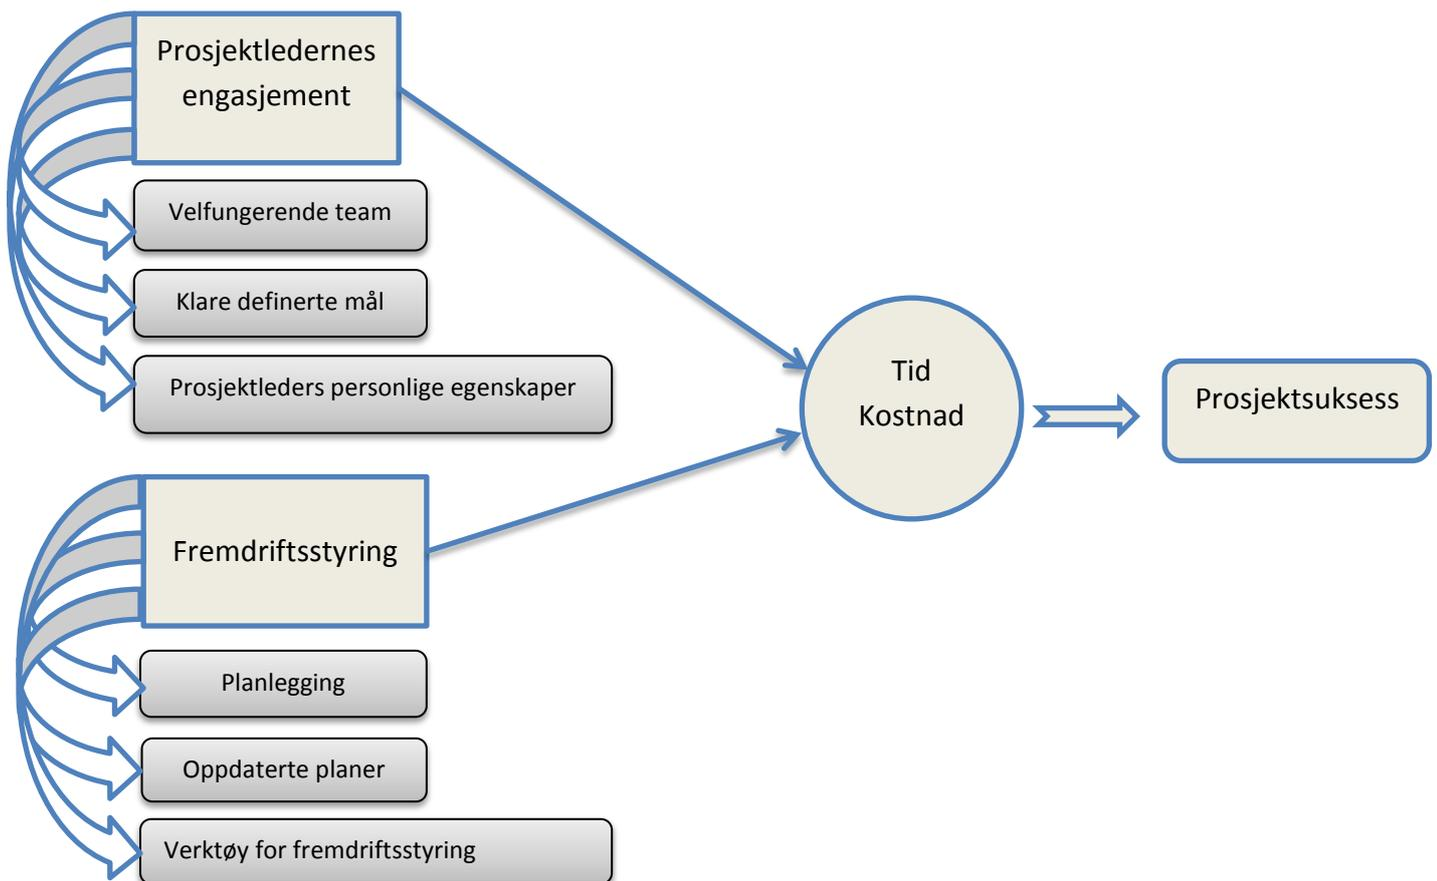 Prosjektledernes
engasjement
Velfungerende team
Klare definerte mål
Prosjektleders personlige egenskaper
Tid
Kostnad
Prosjektsuksess
Fremdriftsstyring
Planlegging
Oppdaterte planer
Verktøy for fremdriftsstyring